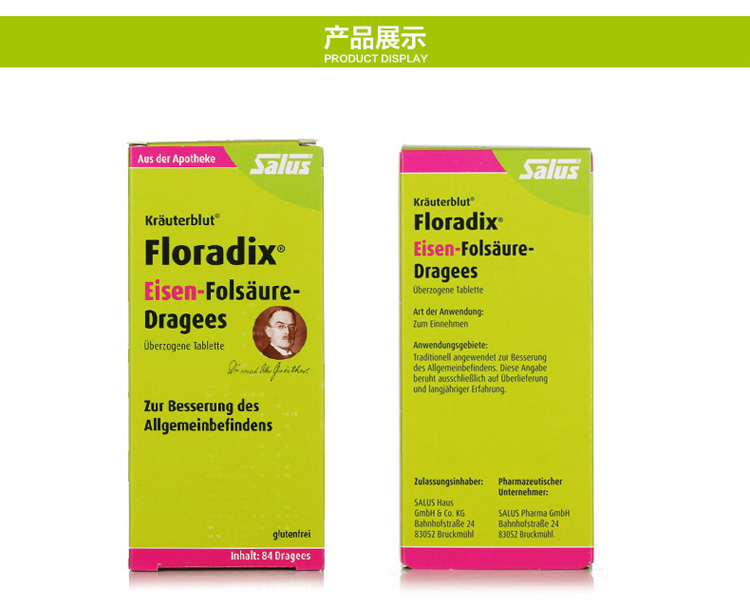 产品展示
PRODUCT DISPLAY
Aus der Apotheke
Salus
Kräuterblut®
Floradix®
Eisen-Folsäure-
Dragees
Überzogene Tablette
Zur Besserung des
Allgemeinbefindens
glutenfrei
Inhalt: 84 Dragees
Salus
Kräuterblut®
Floradix®
Eisen-Folsäure-
Dragees
Überzogene Tablette
Art der Anwendung:
Zum Einnehmen
Anwendungsgebiete:
Traditionell angewendet zur Besserung
des Allgemeinbefindens. Diese Angabe
beruht ausschließlich auf Überlieferung
und langjähriger Erfahrung.
Zulassungsinhaber:
SALUS Haus
GmbH & Co. KG
Bahnhofstraße 24
83052 Bruckmühl
Pharmazeutischer
Unternehmer:
SALUS Pharma GmbH
Bahnhofstraße 24
83052 Bruckmühl